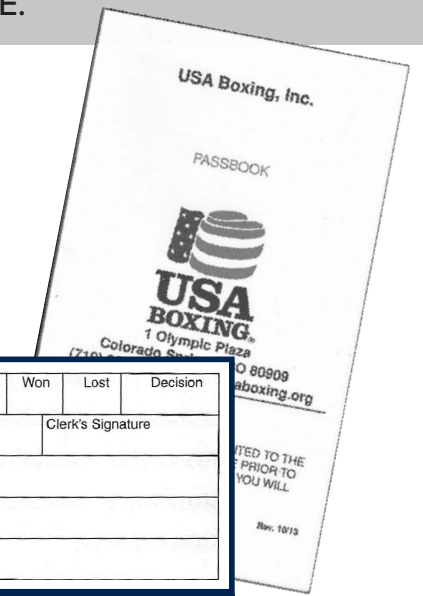 E.
USA Boxing, Inc.
PASSBOOK
USA
BOXING
1 Olympic Plaza
Colorado O 80909
aboxing.org
Won Lost Decision
Clerk's Signature
ITED TO THE
E PRIOR TO
YOU WILL
Rev. 10/13